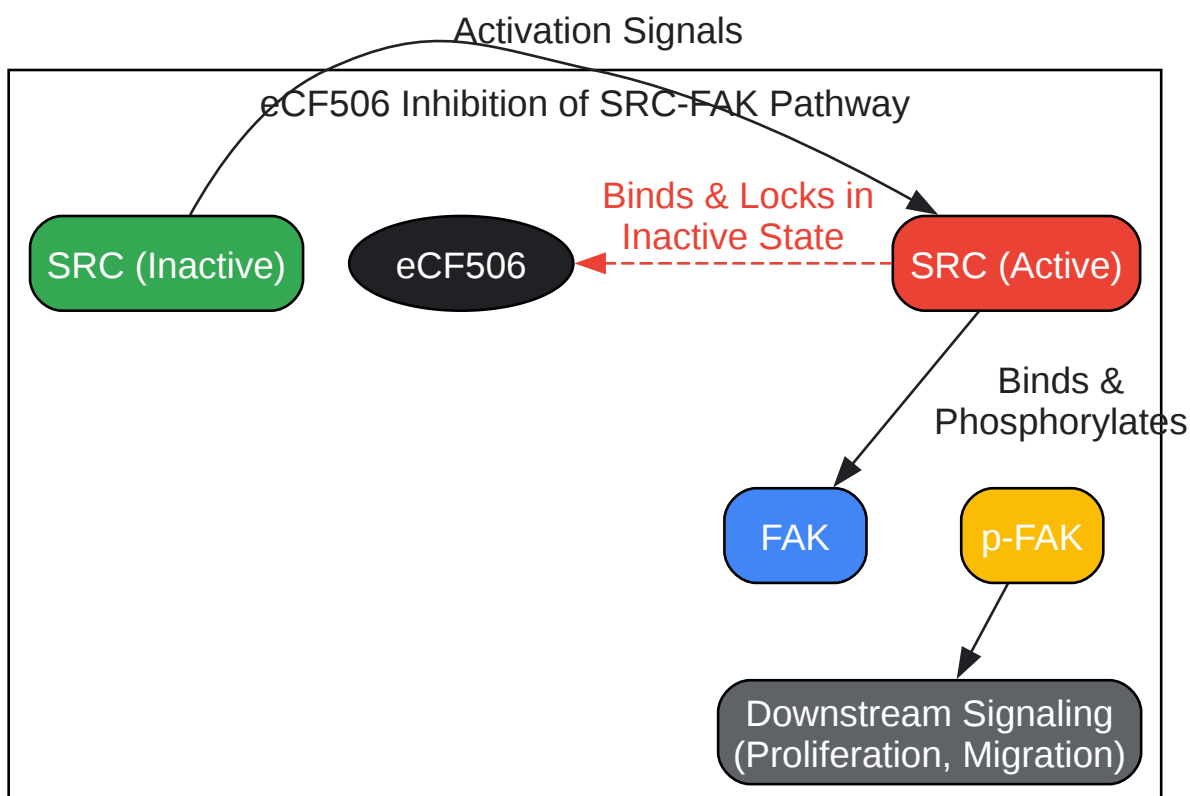 Activation Signals
eCF506 Inhibition of SRC-FAK Pathway
Binds & Locks in
Inactive State
SRC (Inactive)
eCF506
SRC (Active)
Binds &
Phosphorylates
FAK
p-FAK
Downstream Signaling
(Proliferation, Migration)